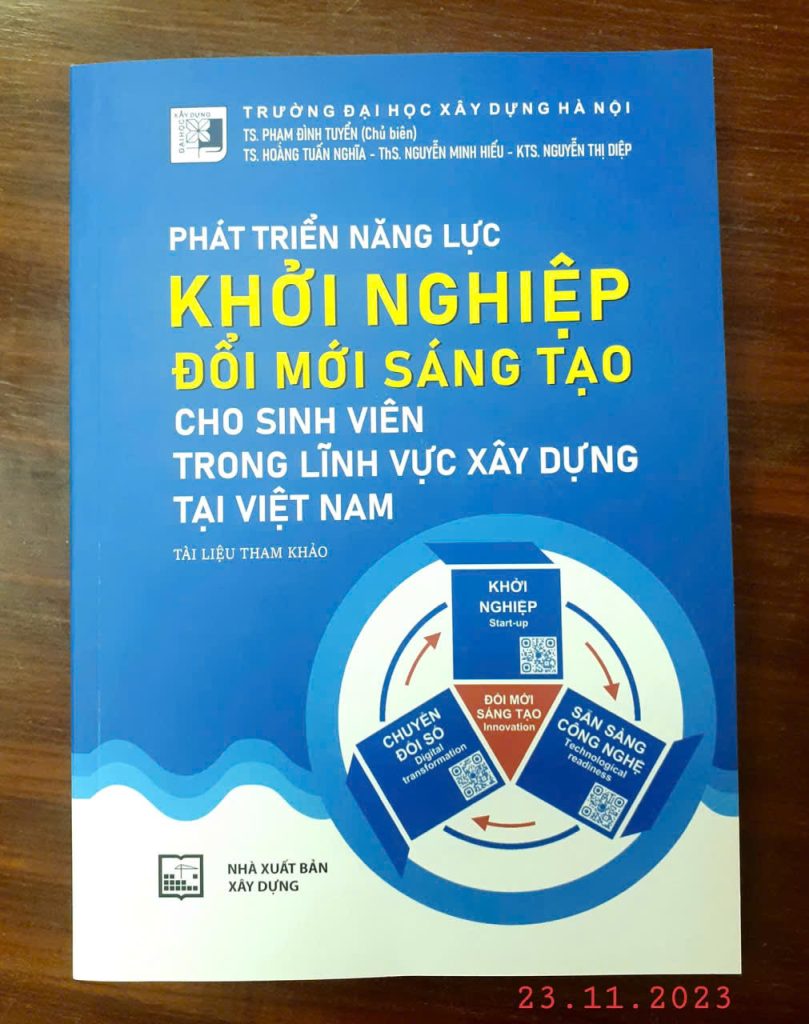 XÂY DỰNG
ĐẠI HỌC
TRƯỜNG ĐẠI HỌC XÂY DỰNG HÀ NỘI
TS. PHẠM ĐÌNH TUYỂN (Chủ biên)
TS. HOÀNG TUẤN NGHĨA - ThS. NGUYỄN MINH HIẾU - KTS. NGUYỄN THỊ DIỆP
PHÁT TRIỂN NĂNG LỰC
KHỞI NGHIỆP
ĐỔI MỚI SÁNG TẠO
CHO SINH VIÊN
TRONG LĨNH VỰC XÂY DỰNG
TẠI VIỆT NAM
TÀI LIỆU THAM KHẢO
KHỞI
NGHIỆP
Start-up
ĐỔI MỚI
SÁNG TẠO
Innovation
CHUYỂN
ĐỔI SỐ
Digital
transformation
SẴN SÀNG
CÔNG NGHỆ
Technological
readiness
NHÀ XUẤT BẢN
XÂY DỰNG
23.11.2023